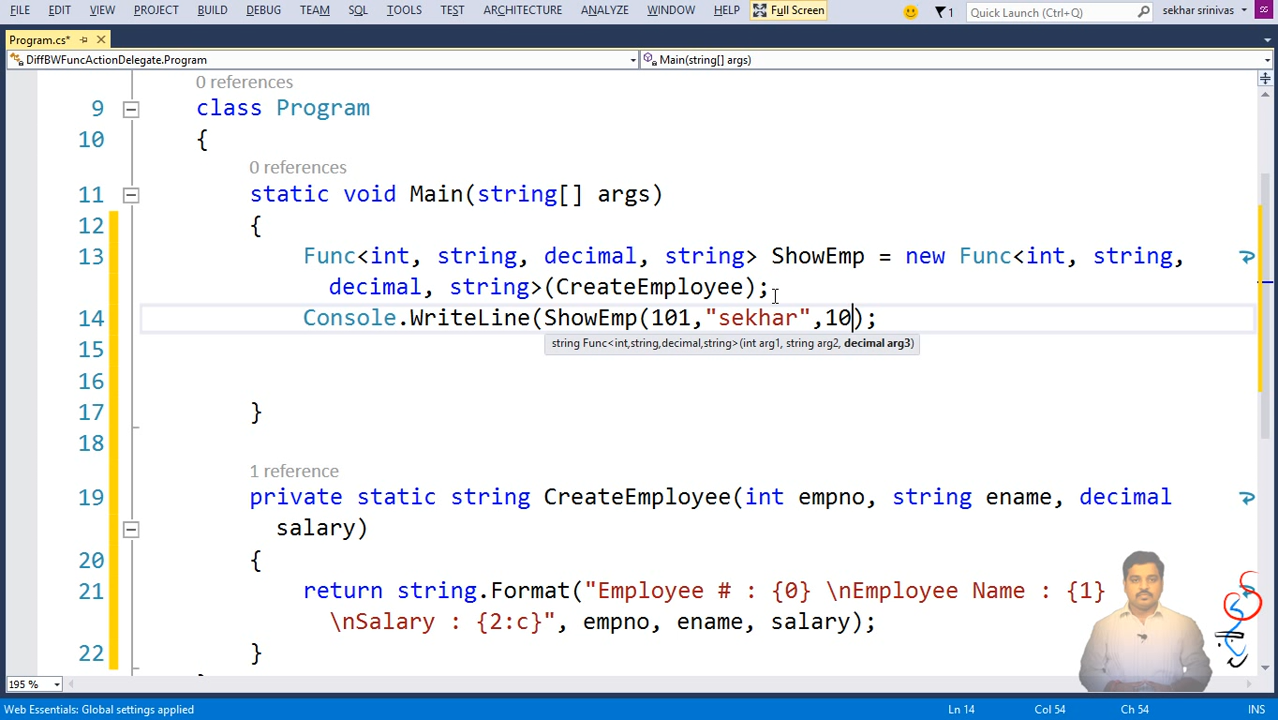 FILE EDIT VIEW PROJECT BUILD DEBUG TEAM SQL TOOLS TEST ARCHITECTURE ANALYZE WINDOW HELP Full Screen 1 Quick Launch (Ctrl+Q) sekhar srinivas SS
Program.cs*
DiffBWFuncActionDelegate.Program Main(string[] args)
0 references
9 class Program
10 {
0 references
11 static void Main(string[] args)
12 {
13 Func<int, string, decimal, string> ShowEmp = new Func<int, string,
decimal, string>(CreateEmployee);
14 Console.WriteLine(ShowEmp(101,"sekhar",10);
string Func<int,string,decimal,string>(int arg1, string arg2, decimal arg3)
15
16
17 }
18
1 reference
19 private static string CreateEmployee(int empno, string ename, decimal
salary)
20 {
21 return string.Format("Employee # : {0} \nEmployee Name : {1}
\nSalary : {2:c}", empno, ename, salary);
22 }
195 %
Web Essentials: Global settings applied Ln 14 Col 54 Ch 54 INS